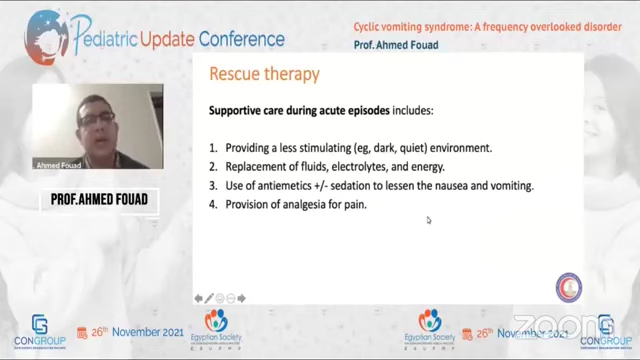 Pediatric Update Conference
Cyclic vomiting syndrome: A frequency overlooked disorder
Prof. Ahmed Fouad
Rescue therapy
Supportive care during acute episodes includes:
1. Providing a less stimulating (eg, dark, quiet) environment.
2. Replacement of fluids, electrolytes, and energy.
3. Use of antiemetics +/- sedation to lessen the nausea and vomiting.
4. Provision of analgesia for pain.
Ahmed Fouad
PROF.AHMED FOUAD
CONGROUP
26th November 2021
Egyptian Society
CONGROUP
26th November 2021
Egyptian Society
zoom